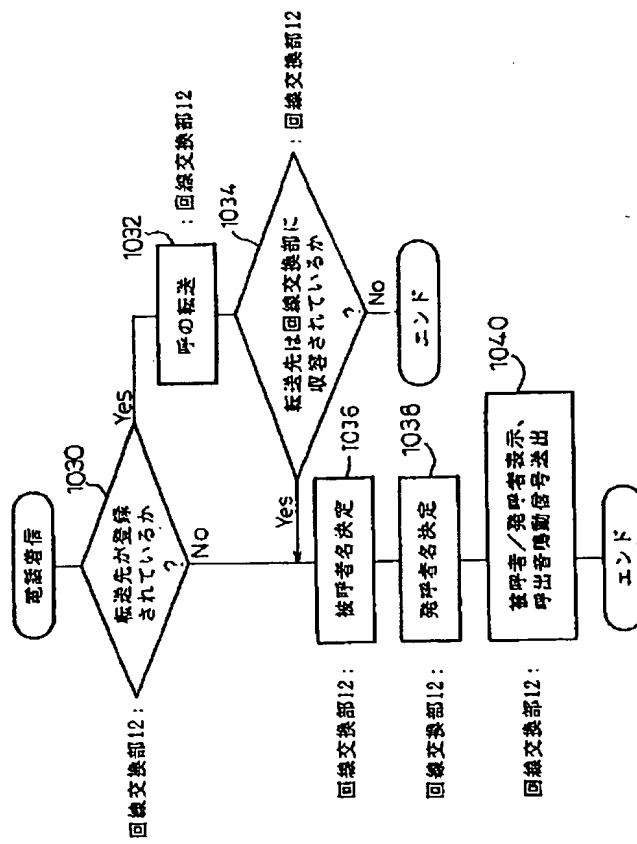 電話着信
1030
転送先が登録
されているか
?
Yes
No
回線交換部12:
1032
呼の転送
:回線交換部12
1034
転送先は回線交換部に
収容されているか
?
:回線交換部12
Yes
No
エンド
1036
被呼者名決定
回線交換部12:
1038
発呼者名決定
回線交換部12:
1040
被呼者/発呼者表示、
呼出音鳴動信号送出
回線交換部12:
エンド